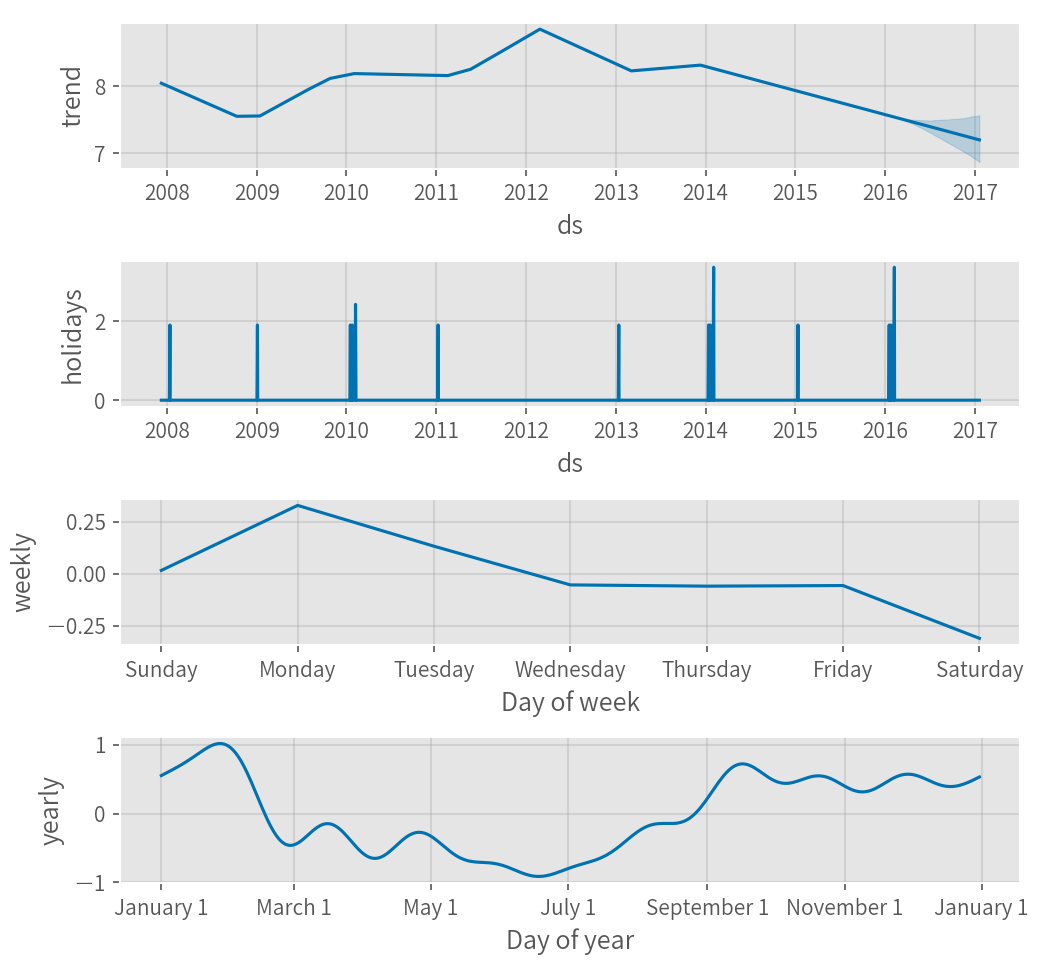 trend
8
7
2008 2009 2010 2011 2012 2013 2014 2015 2016 2017
ds
holidays
2
0
2008 2009 2010 2011 2012 2013 2014 2015 2016 2017
ds
weekly
0.25
0.00
−0.25
Sunday Monday Tuesday Wednesday Thursday Friday Saturday
Day of week
yearly
1
0
−1
January 1 March 1 May 1 July 1 September 1 November 1 January 1
Day of year